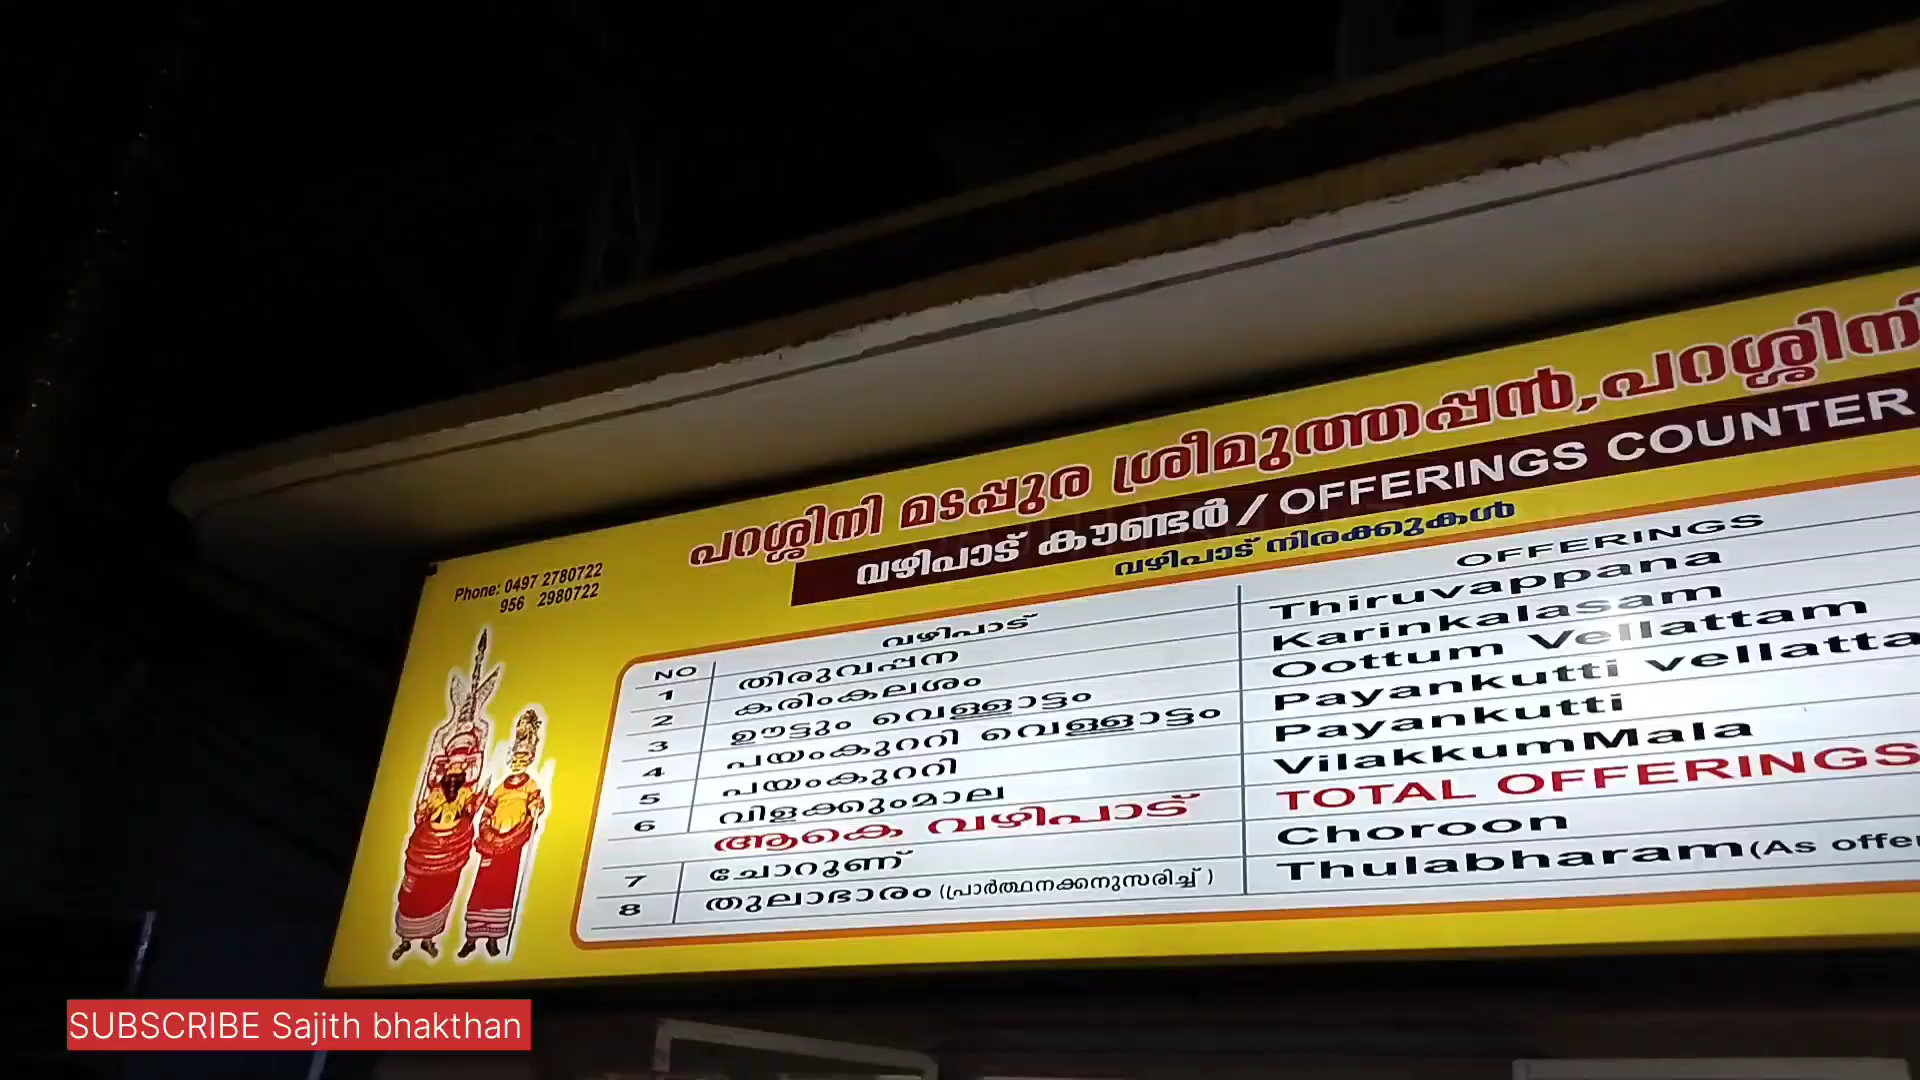 പറശ്ശിനി മടപ്പുര ശ്രീമുത്തപ്പൻ, പറശ്ശിനി
വഴിപാട് കൗണ്ടർ / OFFERINGS COUNTER
വഴിപാട് നിരക്കുകൾ
Phone: 0497 2780722
956 2980722
NO വഴിപാട് OFFERINGS
1 തിരുവപ്പന Thiruvappana
2 കരിംകലശം Karinkalasam
3 ഊട്ടും വെള്ളാട്ടം Oottum Vellattam
4 പയംകുററി വെള്ളാട്ടം Payankutti vellatta
5 പയംകുററി Payankutti
6 വിളക്കുംമാല VilakkumMala
ആകെ വഴിപാട് TOTAL OFFERINGS
7 ചോറൂണ് Choroon
8 തുലാഭാരം (പ്രാർത്ഥനക്കനുസരിച്ച്) Thulabharam (As offe
SUBSCRIBE Sajith bhakthan